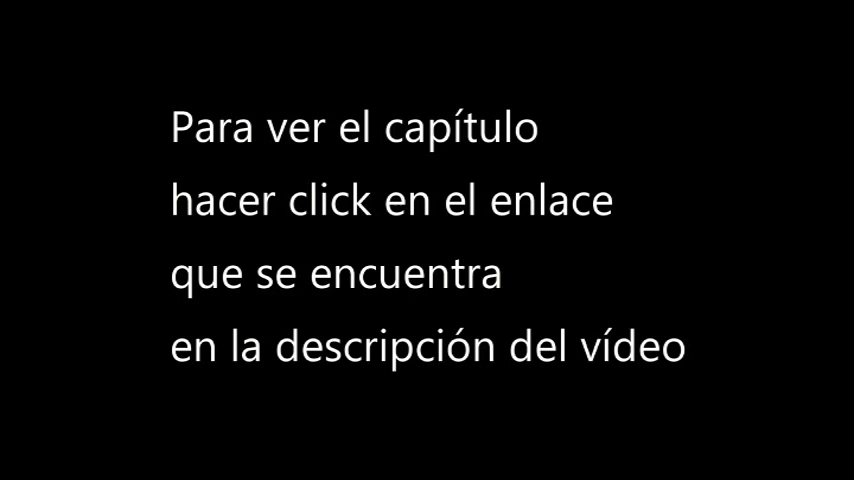 Para ver el capítulo
hacer click en el enlace
que se encuentra
en la descripción del vídeo